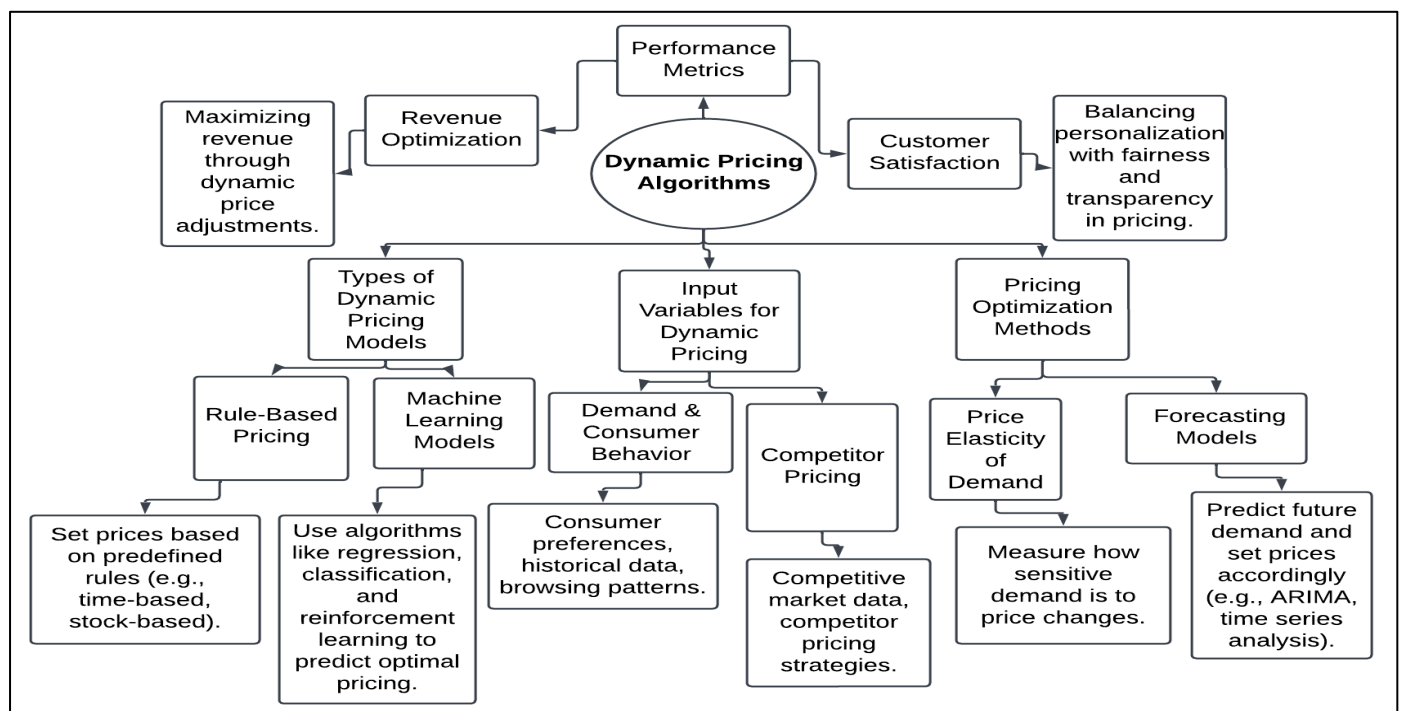 Performance
Metrics
Maximizing
revenue
through
dynamic
price
adjustments.
Revenue
Optimization
Dynamic Pricing
Algorithms
Customer
Satisfaction
Balancing
personalization
with fairness
and
transparency
in pricing.
Types of
Dynamic
Pricing
Models
Input
Variables for
Dynamic
Pricing
Pricing
Optimization
Methods
Rule-Based
Pricing
Machine
Learning
Models
Demand &
Consumer
Behavior
Competitor
Pricing
Price
Elasticity
of
Demand
Forecasting
Models
Set prices based
on predefined
rules (e.g.,
time-based,
stock-based).
Use algorithms
like regression,
classification,
and
reinforcement
learning to
predict optimal
pricing.
Consumer
preferences,
historical data,
browsing patterns.
Competitive
market data,
competitor
pricing
strategies.
Measure how
sensitive
demand is to
price changes.
Predict future
demand and
set prices
accordingly
(e.g., ARIMA,
time series
analysis).